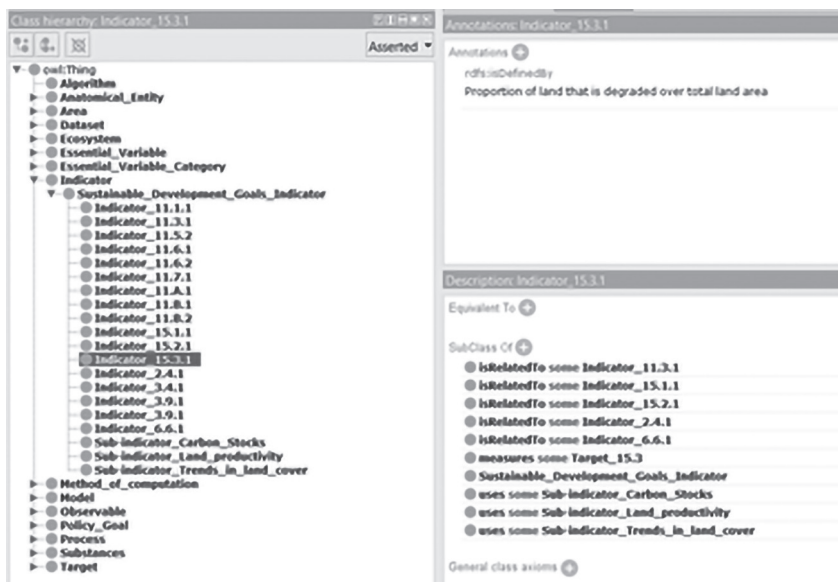 Class hierarchy: Indicator_15.3.1
Asserted
owl:Thing
Algorithm
Anatomical_Entity
Area
Dataset
Ecosystem
Essential_Variable
Essential_Variable_Category
Indicator
Sustainable_Development_Goals_Indicator
Indicator_11.1.1
Indicator_11.3.1
Indicator_11.5.2
Indicator_11.6.1
Indicator_11.6.2
Indicator_11.7.1
Indicator_11.A.1
Indicator_11.B.1
Indicator_11.B.2
Indicator_15.1.1
Indicator_15.2.1
Indicator_15.3.1
Indicator_2.4.1
Indicator_3.4.1
Indicator_3.9.1
Indicator_3.9.1
Indicator_6.6.1
Sub-indicator_Carbon_Stocks
Sub-indicator_Land_productivity
Sub-indicator_Trends_in_land_cover
Method_of_computation
Model
Observable
Policy_Goal
Process
Substances
Target
Annotations: Indicator_15.3.1
Annotations
rdfs:isDefinedBy
Proportion of land that is degraded over total land area
Description: Indicator_15.3.1
Equivalent To
SubClass Of
isRelatedTo some Indicator_11.3.1
isRelatedTo some Indicator_15.1.1
isRelatedTo some Indicator_15.2.1
isRelatedTo some Indicator_2.4.1
isRelatedTo some Indicator_6.6.1
measures some Target_15.3
Sustainable_Development_Goals_Indicator
uses some Sub-indicator_Carbon_Stocks
uses some Sub-indicator_Land_productivity
uses some Sub-indicator_Trends_in_land_cover
General class axioms